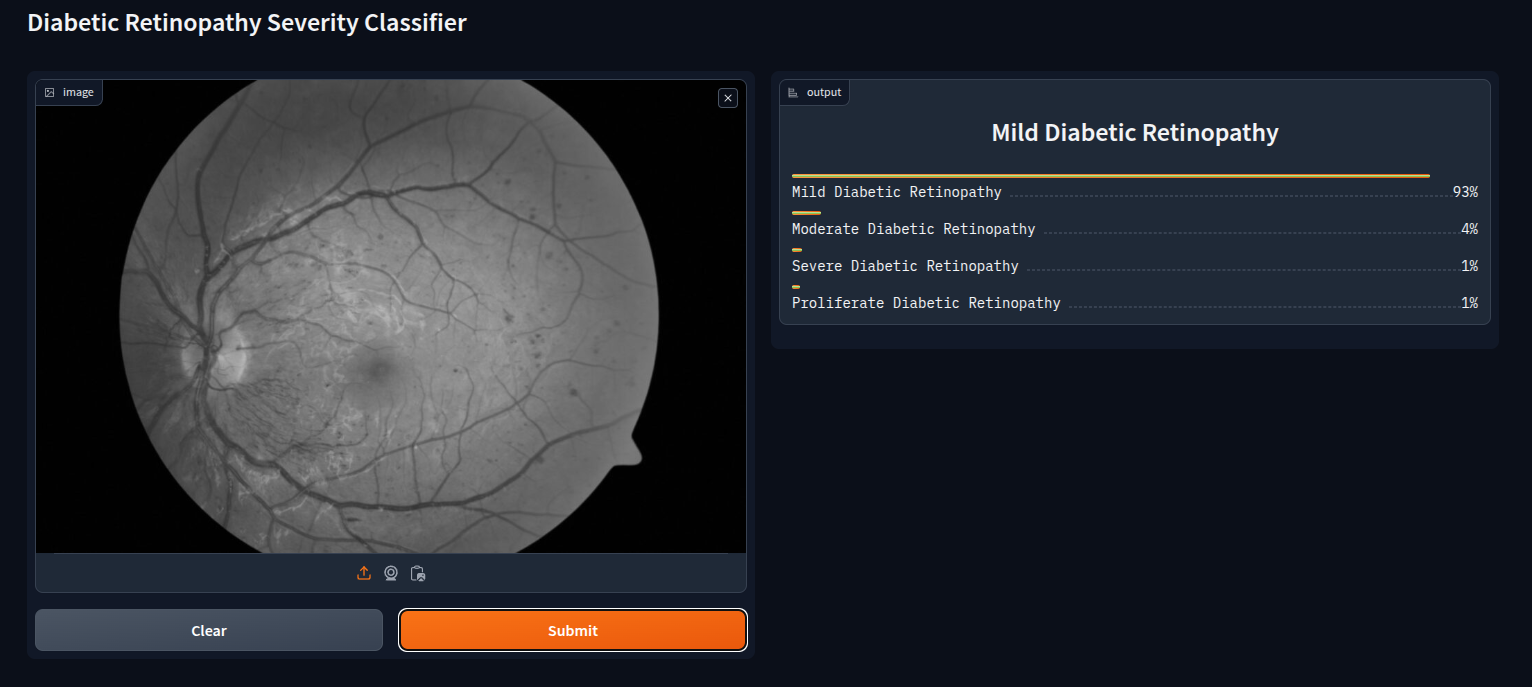 Diabetic Retinopathy Severity Classifier
image
output
Mild Diabetic Retinopathy
Mild Diabetic Retinopathy 93%
Moderate Diabetic Retinopathy 4%
Severe Diabetic Retinopathy 1%
Proliferate Diabetic Retinopathy 1%
Clear
Submit